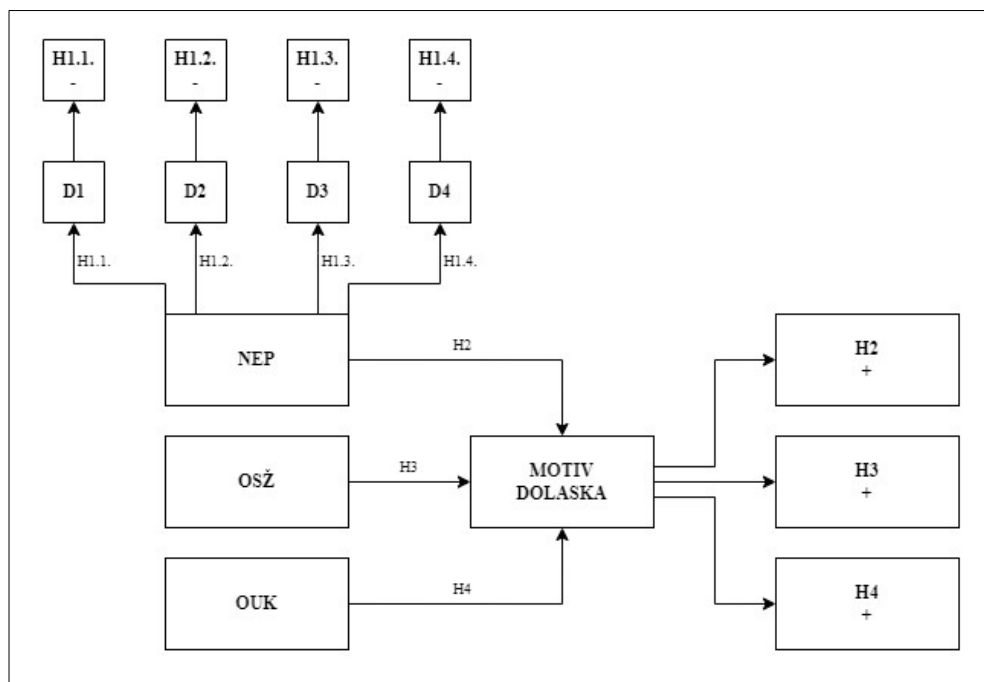 H1.1.
-
H1.2.
-
H1.3.
-
H1.4.
-
D1
D2
D3
D4
H1.1.
H1.2.
H1.3.
H1.4.
NEP
H2
H2
+
OSŽ
H3
MOTIV
DOLASKA
H3
+
OUK
H4
H4
+